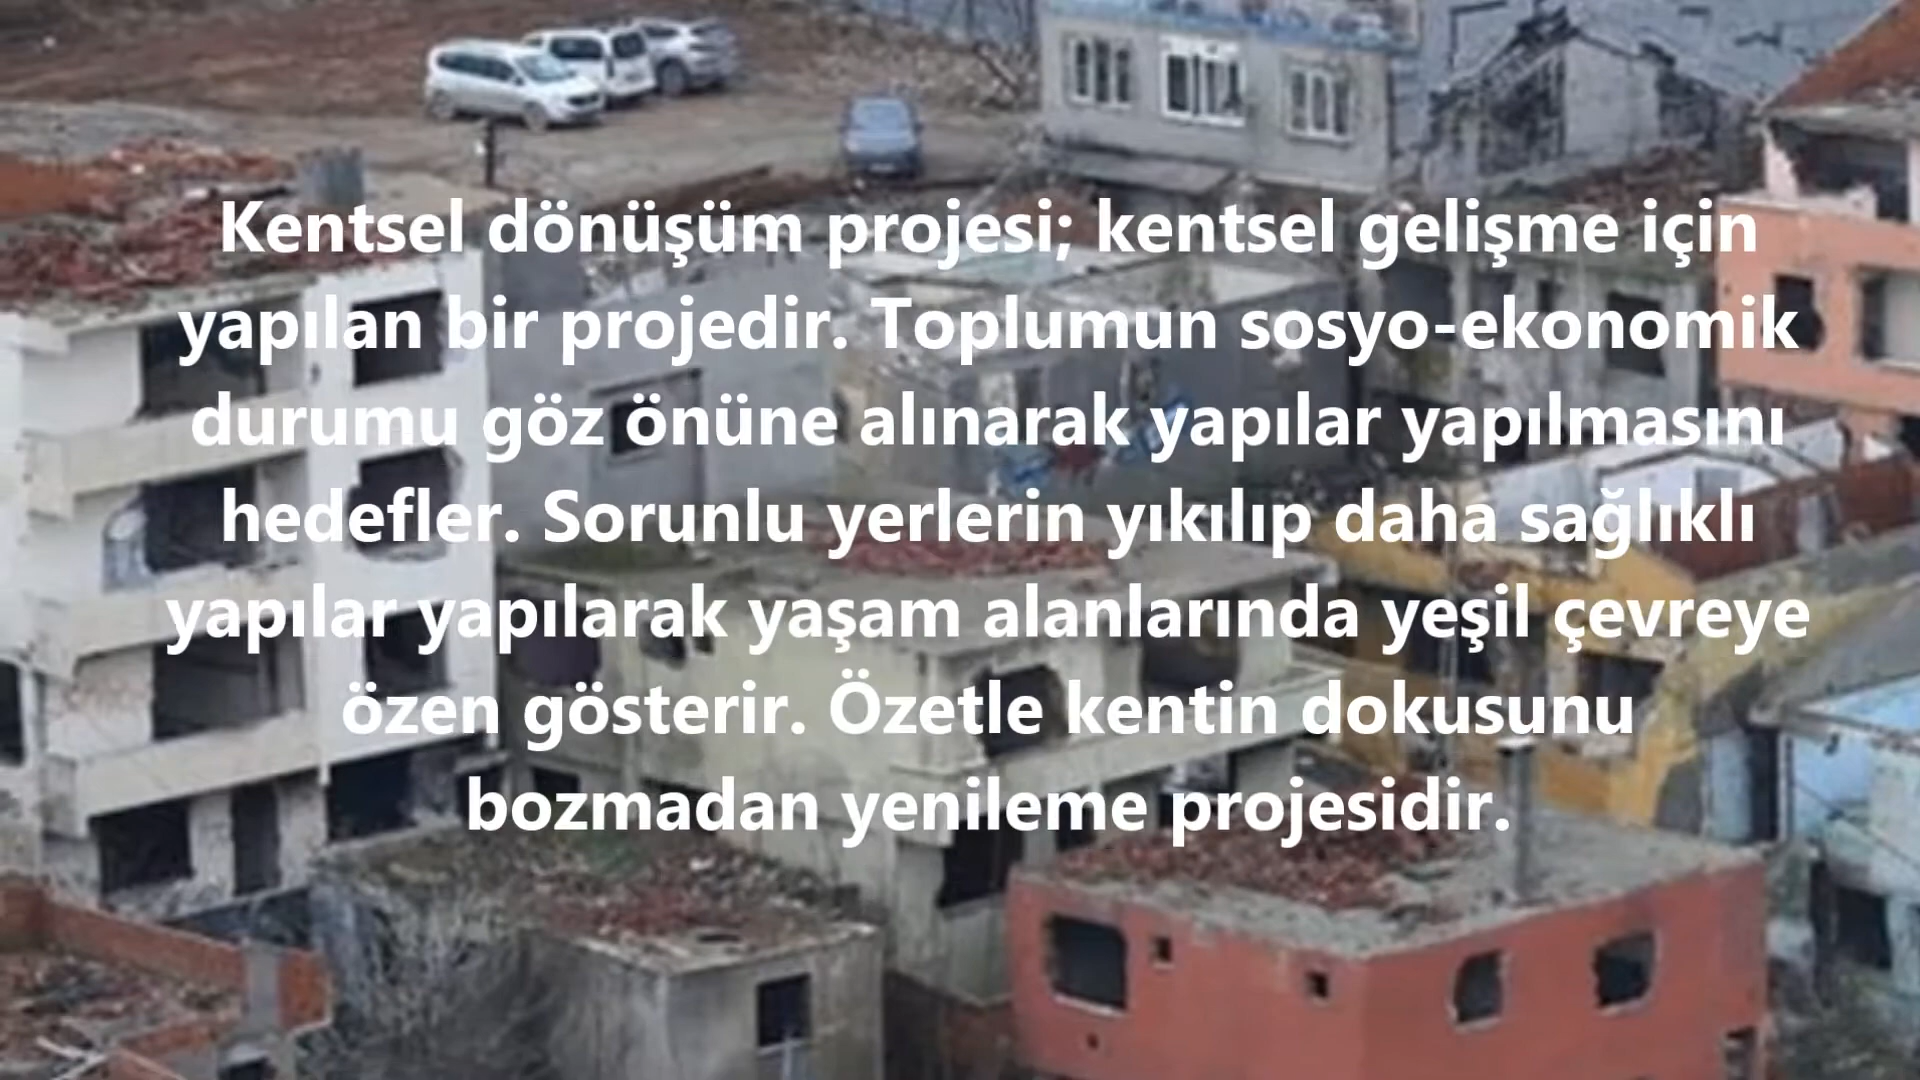 Kentsel dönüşüm projesi; kentsel gelişme için
yapılan bir projedir. Toplumun sosyo-ekonomik
durumu göz önüne alınarak yapılar yapılmasını
hedefler. Sorunlu yerlerin yıkılıp daha sağlıklı
yapılar yapılarak yaşam alanlarında yeşil çevreye
özen gösterir. Özetle kentin dokusunu
bozmadan yenileme projesidir.